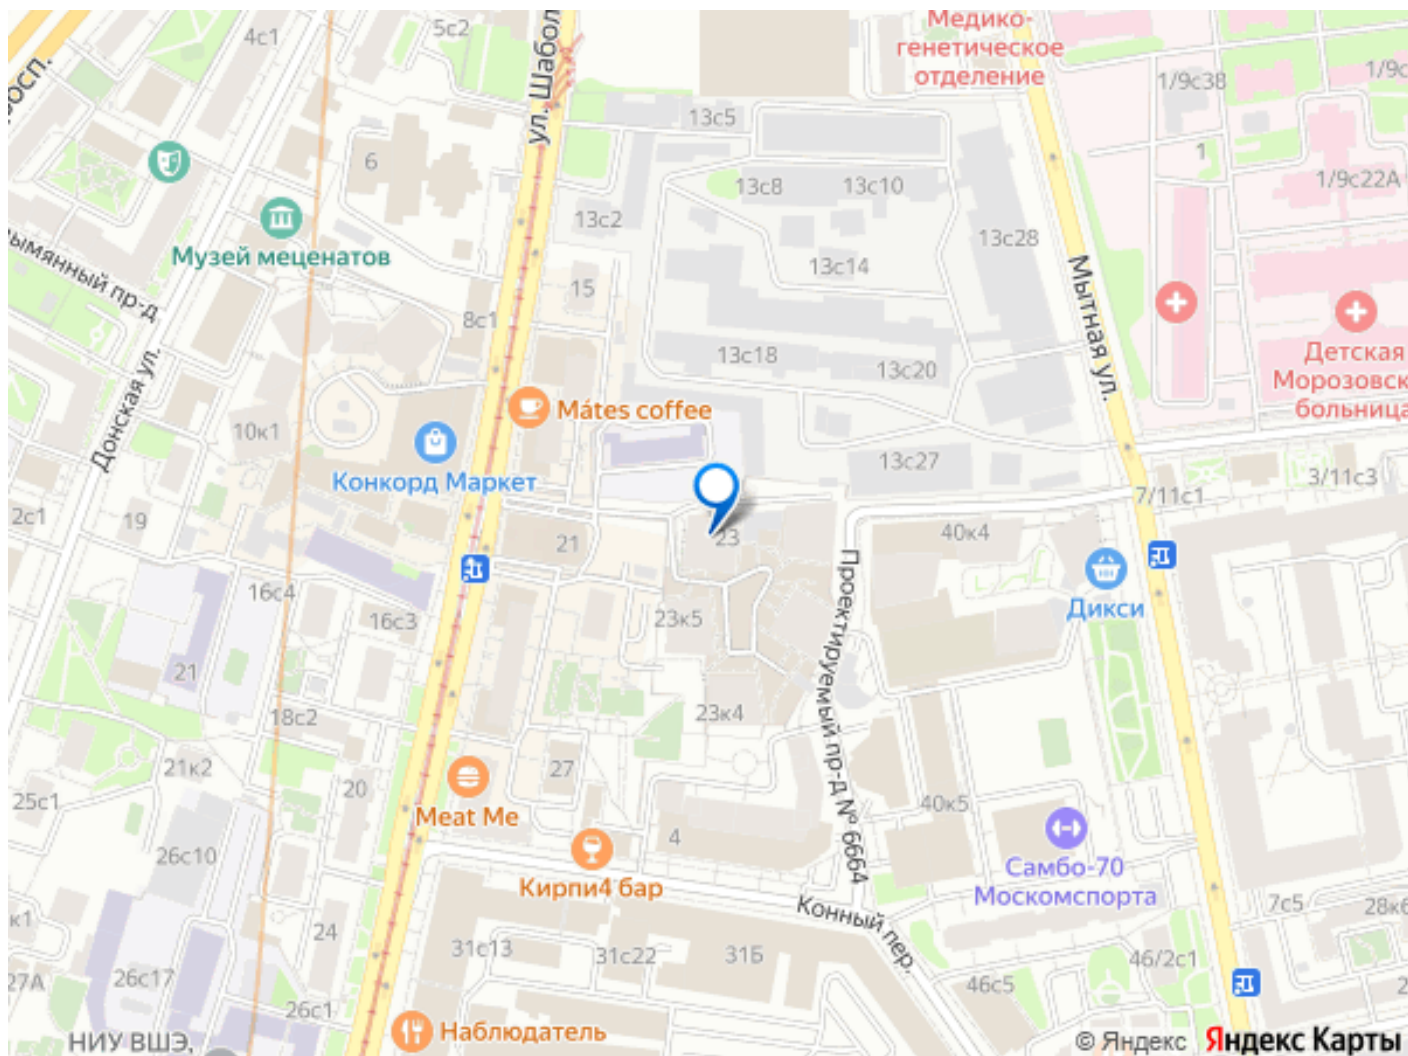 Медико-
генетическое
отделение
4с1
5с2
ул. Шабол
1/9с38
1/9с
осп.
13с5
6
1
13с8
13с10
1/9с22А
13с2
13с28
Музей меценатов
ымянный пр-д
13с14
15
8с1
Мытная ул.
13с18
13с20
Детская
Морозовск
больница
Донская ул.
Mátes coffee
10к1
Конкорд Маркет
13с27
7/11с1
3/11с3
2с1
19
21
23
40к4
16с4
Дикси
16с3
23к5
Проектируемый пр-д № 6664
21
18с2
23к4
21к2
27
20
25с1
Meat Me
40к5
4
26с10
Кирпи4 бар
Самбо-70
Москомспорта
к1
Конный пер.
7с5
28к6
24
31с13
31с22
31Б
46/2с1
27А
26с17
46с5
2
26с1
НИУ ВШЭ,
Наблюдатель
© Яндекс Яндекс Карты